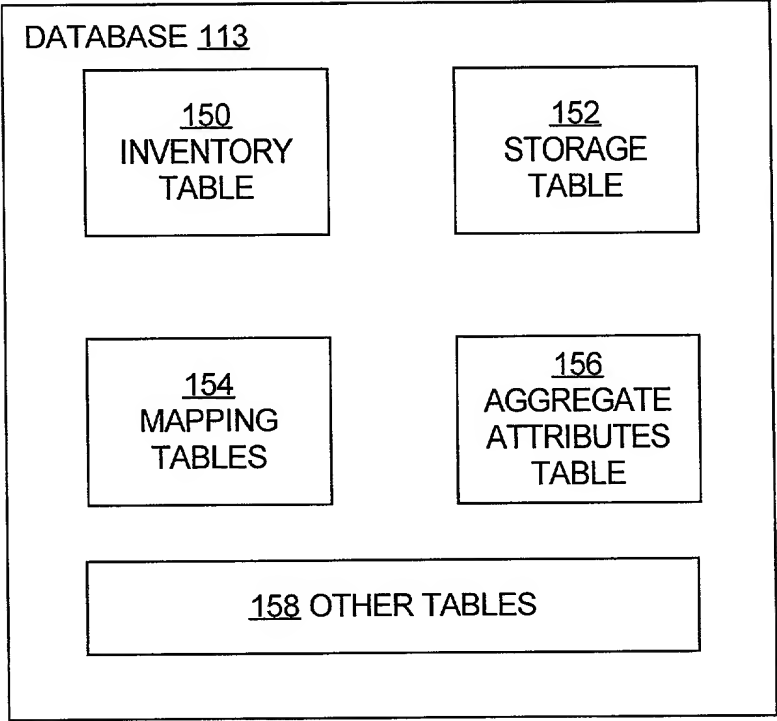 DATABASE 113
150
INVENTORY
TABLE
152
STORAGE
TABLE
154
MAPPING
TABLES
156
AGGREGATE
ATTRIBUTES
TABLE
158 OTHER TABLES